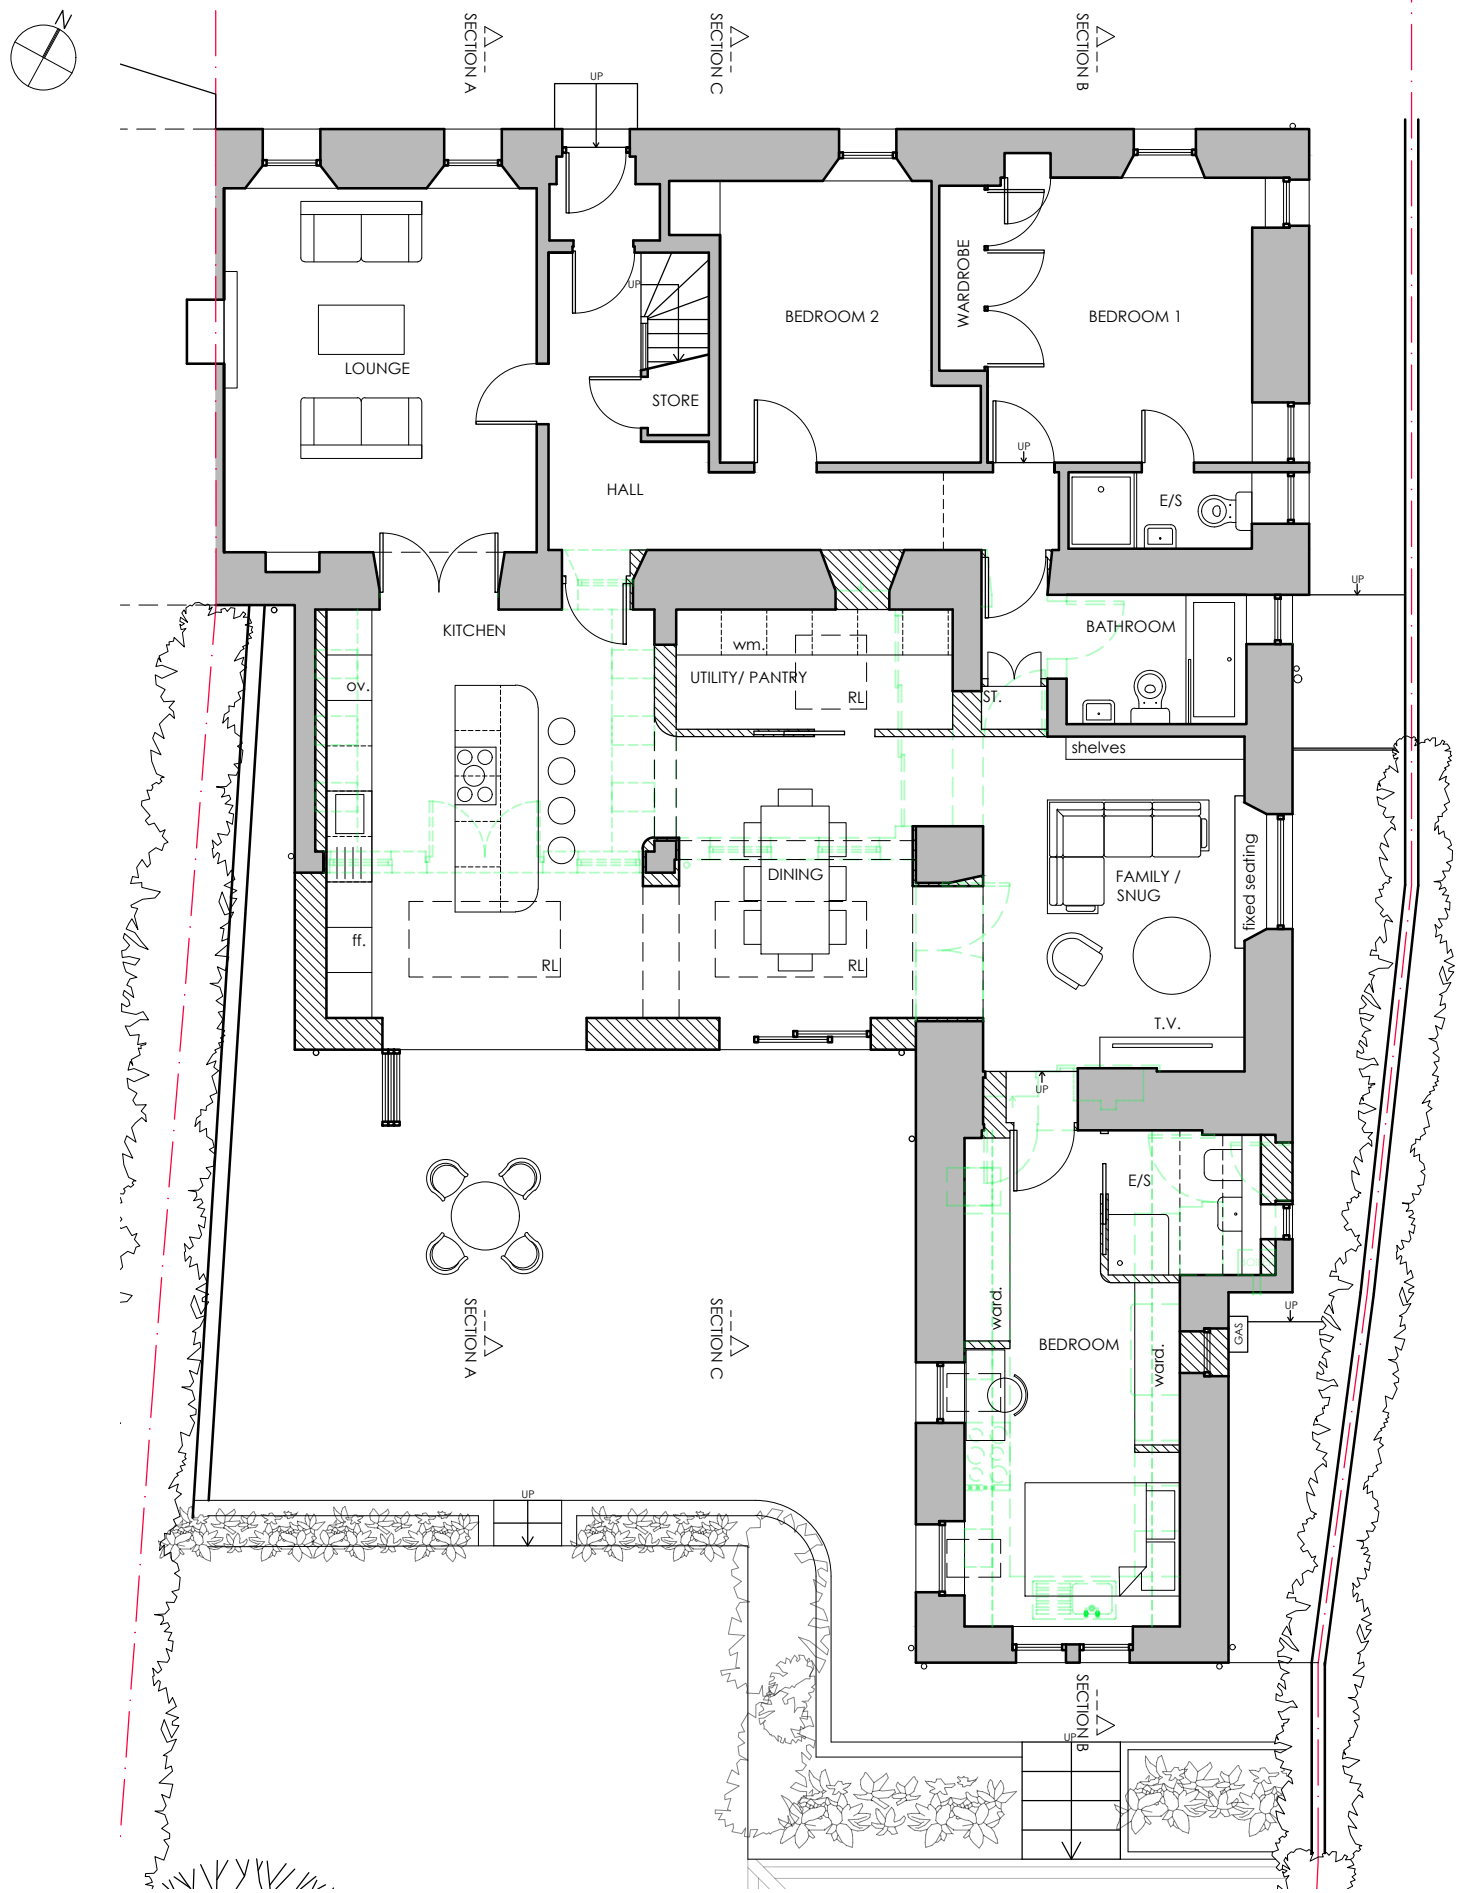 N
SECTION A
SECTION C
SECTION B
UP
WARDROBE
UP
BEDROOM 2
BEDROOM 1
LOUNGE
STORE
UP
HALL
E/S
UP
KITCHEN
BATHROOM
wm.
UTILITY/ PANTRY
ov.
RL
ST.
shelves
DINING
FAMILY /
SNUG
fixed seating
ff.
RL
RL
T.V.
UP
E/S
ward.
SECTION A
SECTION C
UP
GAS
BEDROOM
ward.
UP
SECTION B
UP